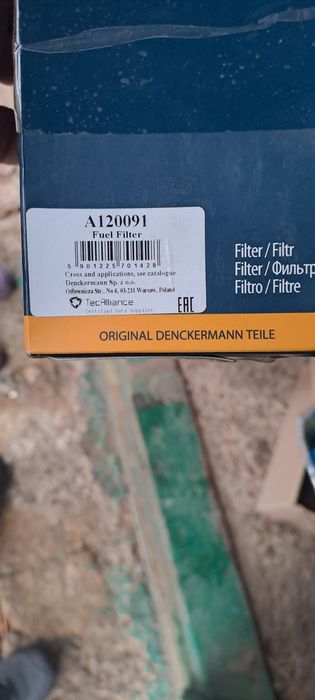 A120091
Fuel Filter
5 901225 701428
Cross and applications, see catalogue
Denckermann Sp. z o.o.
Odlewnicza Str., No 6, 03-231 Warsaw, Poland
TecAlliance
Certified Data Supplier
EAC
Filter / Filtr
Filter / Фильтр
Filtro / Filtre
ORIGINAL DENCKERMANN TEILE